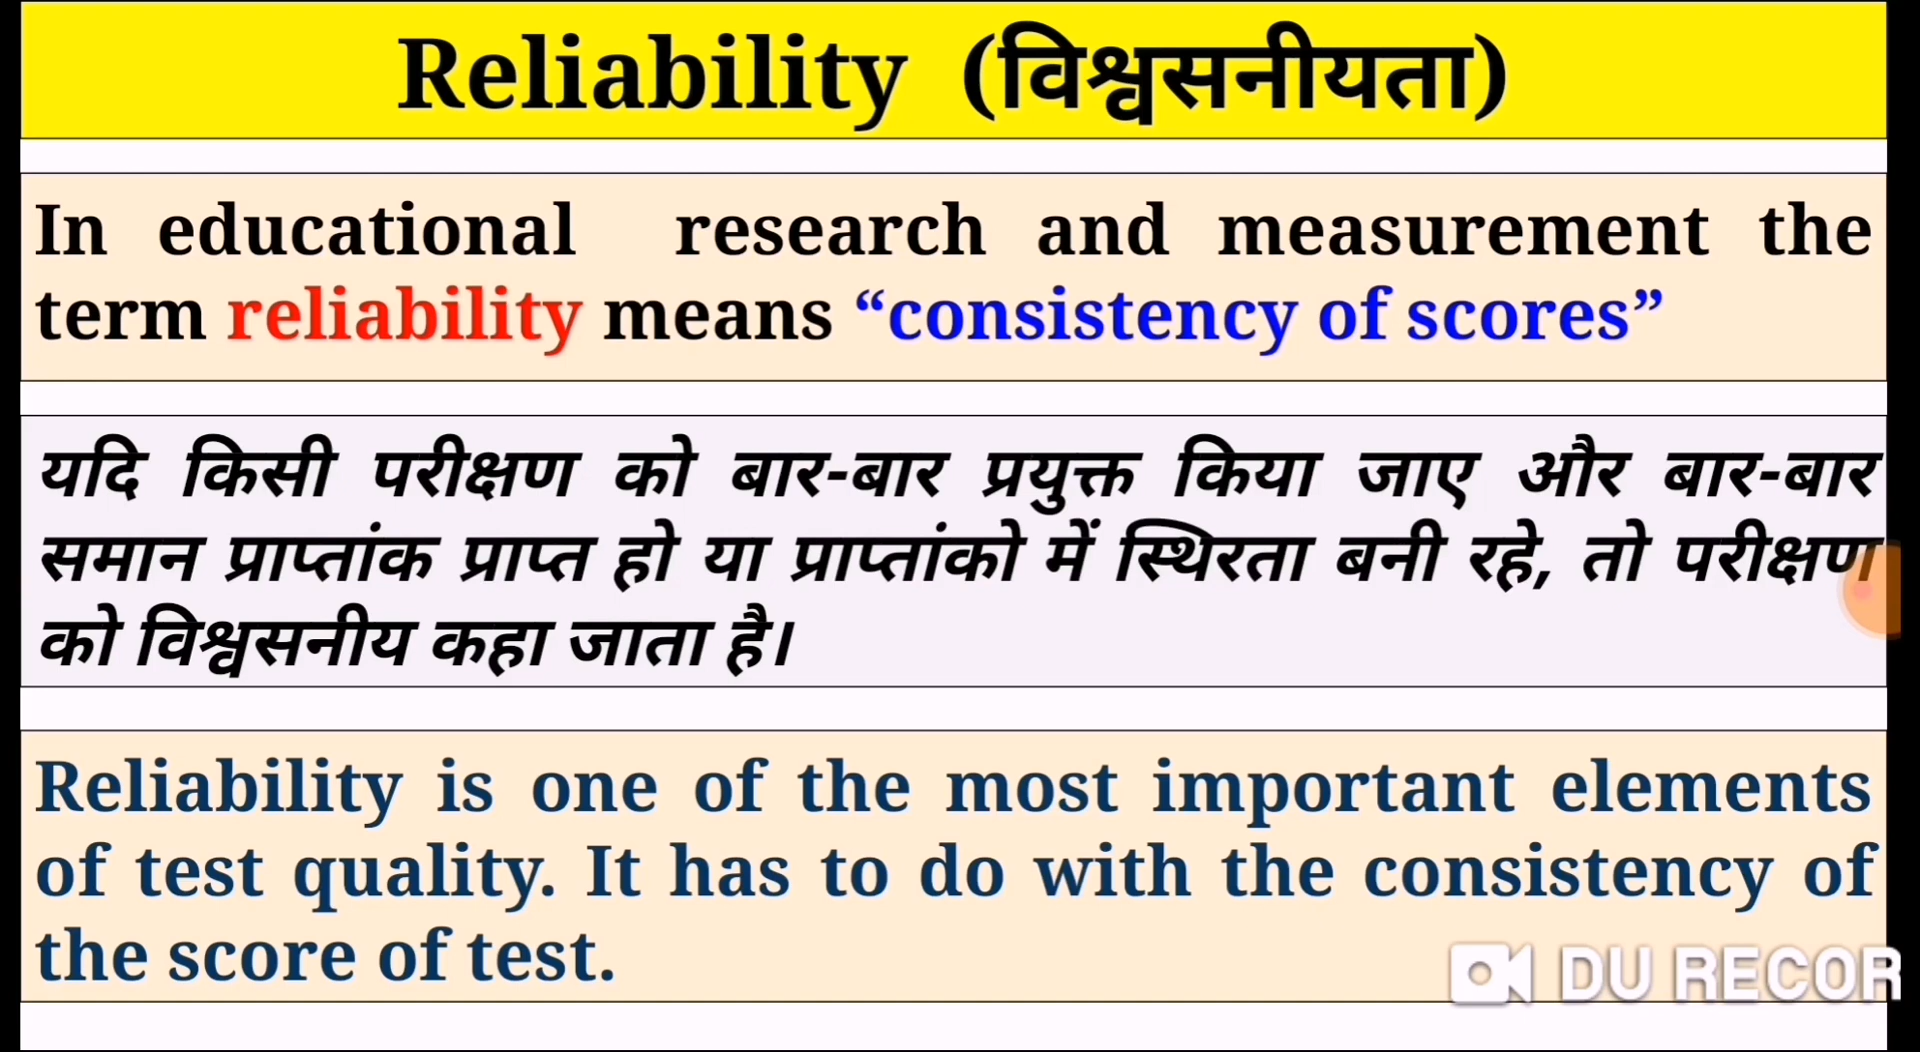 Reliability (विश्वसनीयता)
In educational research and measurement the
term reliability means “consistency of scores”
यदि किसी परीक्षण को बार-बार प्रयुक्त किया जाए और बार-बार
समान प्राप्तांक प्राप्त हो या प्राप्तांको में स्थिरता बनी रहे, तो परीक्षण
को विश्वसनीय कहा जाता है।
Reliability is one of the most important elements
of test quality. It has to do with the consistency of
the score of test.
DU RECOR